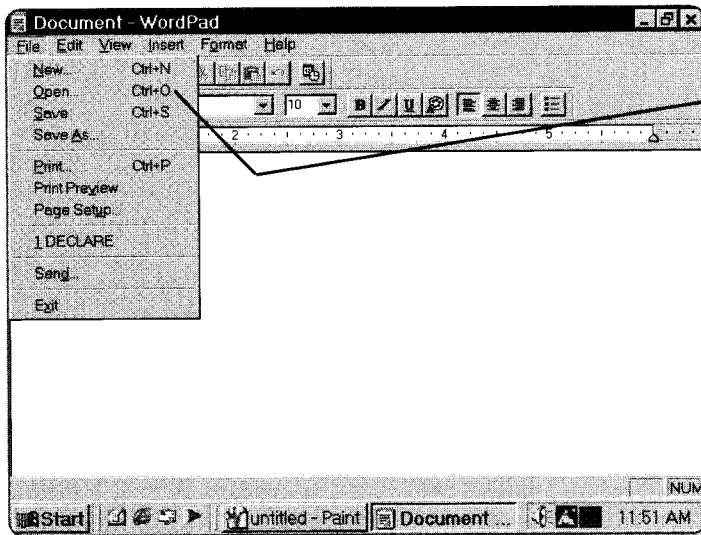 Document - WordPad
File Edit View Insert Format Help
New... Ctrl+N
Open... Ctrl+O
10
Save Ctrl+S
B / U
Save As...
2 3 4 5
Print... Ctrl+P
Print Preview
Page Setup...
1 DECLARE
Send...
Exit
NUM
Start untitled - Paint Document ... 11:51 AM